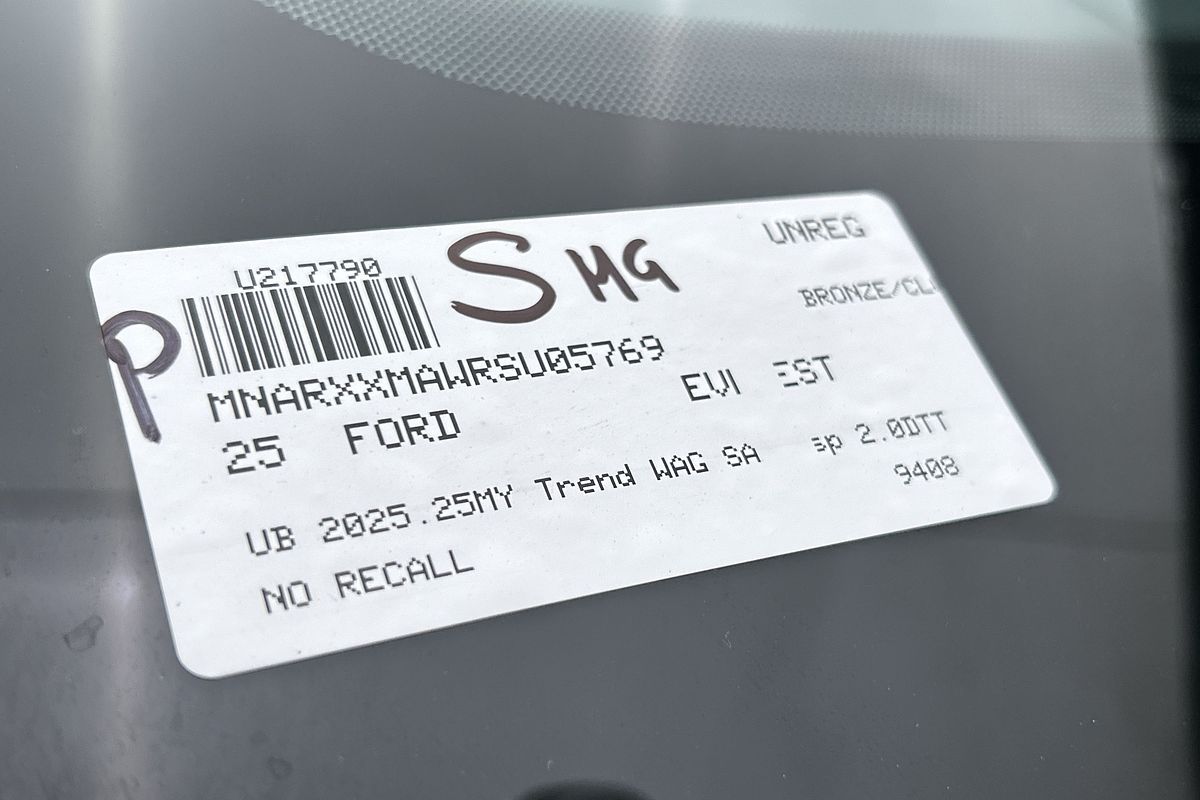 U217790 S MG UNREG
P
BRONZE/CL
MNARXXMAWRSU05769
25 FORD EVI EST
UB 2025.25MY Trend WAG SA sp 2.0DTT
9408
NO RECALL